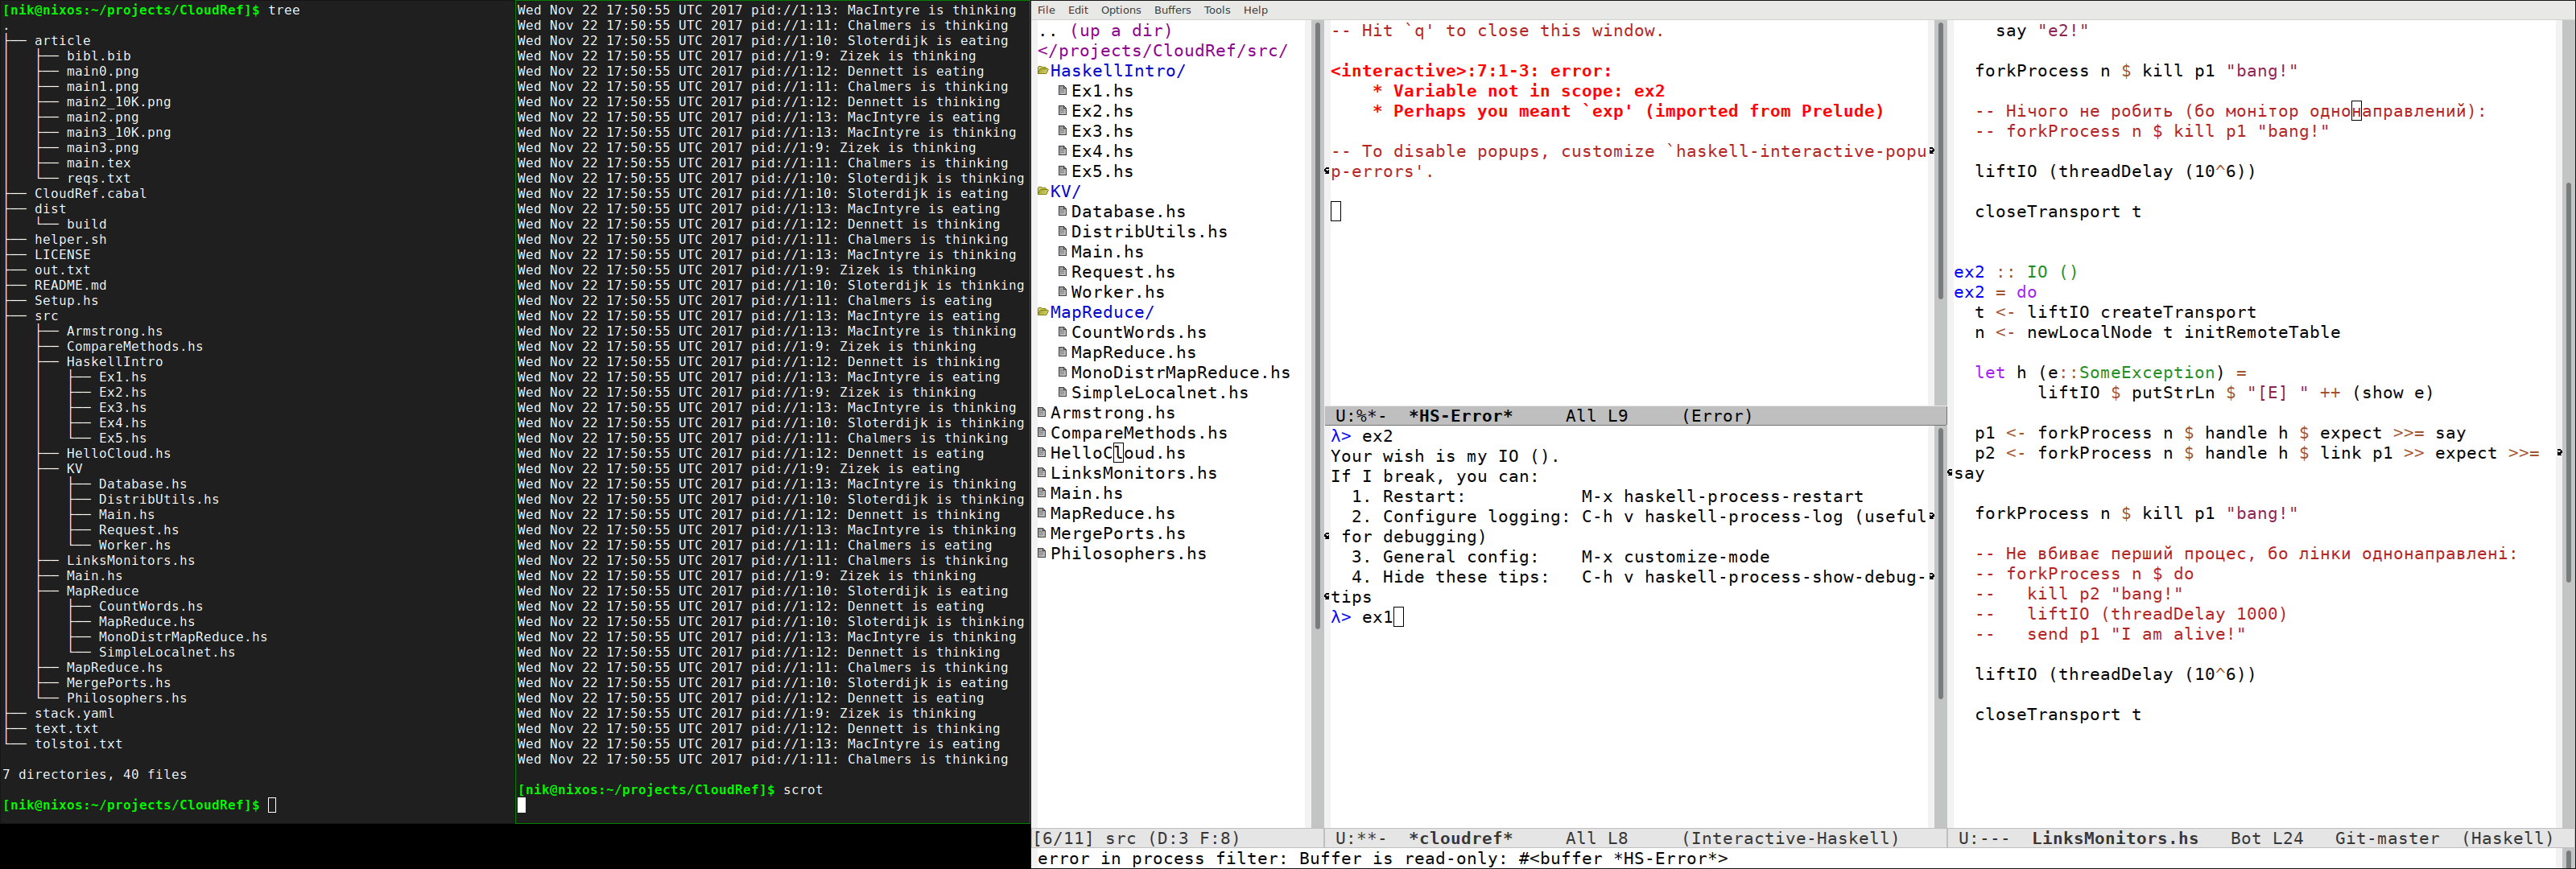 [nik@nixos:~/projects/CloudRef]$ tree
.
├── article
│   ├── bibl.bib
│   ├── main0.png
│   ├── main1.png
│   ├── main2_10K.png
│   ├── main2.png
│   ├── main3_10K.png
│   ├── main3.png
│   ├── main.tex
│   └── reqs.txt
├── CloudRef.cabal
├── dist
│   └── build
├── helper.sh
├── LICENSE
├── out.txt
├── README.md
├── Setup.hs
├── src
│   ├── Armstrong.hs
│   ├── CompareMethods.hs
│   ├── HaskellIntro
│   │   ├── Ex1.hs
│   │   ├── Ex2.hs
│   │   ├── Ex3.hs
│   │   ├── Ex4.hs
│   │   └── Ex5.hs
│   ├── HelloCloud.hs
│   ├── KV
│   │   ├── Database.hs
│   │   ├── DistribUtils.hs
│   │   ├── Main.hs
│   │   ├── Request.hs
│   │   └── Worker.hs
│   ├── LinksMonitors.hs
│   ├── Main.hs
│   ├── MapReduce
│   │   ├── CountWords.hs
│   │   ├── MapReduce.hs
│   │   ├── MonoDistrMapReduce.hs
│   │   └── SimpleLocalnet.hs
│   ├── MapReduce.hs
│   ├── MergePorts.hs
│   └── Philosophers.hs
├── stack.yaml
├── text.txt
└── tolstoi.txt
7 directories, 40 files
[nik@nixos:~/projects/CloudRef]$
Wed Nov 22 17:50:55 UTC 2017 pid://1:13: MacIntyre is thinking
Wed Nov 22 17:50:55 UTC 2017 pid://1:11: Chalmers is thinking
Wed Nov 22 17:50:55 UTC 2017 pid://1:10: Sloterdijk is eating
Wed Nov 22 17:50:55 UTC 2017 pid://1:9: Zizek is thinking
Wed Nov 22 17:50:55 UTC 2017 pid://1:12: Dennett is eating
Wed Nov 22 17:50:55 UTC 2017 pid://1:11: Chalmers is thinking
Wed Nov 22 17:50:55 UTC 2017 pid://1:12: Dennett is thinking
Wed Nov 22 17:50:55 UTC 2017 pid://1:13: MacIntyre is eating
Wed Nov 22 17:50:55 UTC 2017 pid://1:13: MacIntyre is thinking
Wed Nov 22 17:50:55 UTC 2017 pid://1:9: Zizek is thinking
Wed Nov 22 17:50:55 UTC 2017 pid://1:11: Chalmers is thinking
Wed Nov 22 17:50:55 UTC 2017 pid://1:10: Sloterdijk is thinking
Wed Nov 22 17:50:55 UTC 2017 pid://1:10: Sloterdijk is eating
Wed Nov 22 17:50:55 UTC 2017 pid://1:13: MacIntyre is eating
Wed Nov 22 17:50:55 UTC 2017 pid://1:12: Dennett is thinking
Wed Nov 22 17:50:55 UTC 2017 pid://1:11: Chalmers is eating
Wed Nov 22 17:50:55 UTC 2017 pid://1:13: MacIntyre is thinking
Wed Nov 22 17:50:55 UTC 2017 pid://1:9: Zizek is thinking
Wed Nov 22 17:50:55 UTC 2017 pid://1:10: Sloterdijk is thinking
Wed Nov 22 17:50:55 UTC 2017 pid://1:11: Chalmers is eating
Wed Nov 22 17:50:55 UTC 2017 pid://1:13: MacIntyre is eating
Wed Nov 22 17:50:55 UTC 2017 pid://1:13: MacIntyre is thinking
Wed Nov 22 17:50:55 UTC 2017 pid://1:9: Zizek is thinking
Wed Nov 22 17:50:55 UTC 2017 pid://1:12: Dennett is thinking
Wed Nov 22 17:50:55 UTC 2017 pid://1:13: MacIntyre is eating
Wed Nov 22 17:50:55 UTC 2017 pid://1:9: Zizek is thinking
Wed Nov 22 17:50:55 UTC 2017 pid://1:13: MacIntyre is thinking
Wed Nov 22 17:50:55 UTC 2017 pid://1:10: Sloterdijk is thinking
Wed Nov 22 17:50:55 UTC 2017 pid://1:11: Chalmers is thinking
Wed Nov 22 17:50:55 UTC 2017 pid://1:12: Dennett is eating
Wed Nov 22 17:50:55 UTC 2017 pid://1:9: Zizek is eating
Wed Nov 22 17:50:55 UTC 2017 pid://1:13: MacIntyre is thinking
Wed Nov 22 17:50:55 UTC 2017 pid://1:10: Sloterdijk is thinking
Wed Nov 22 17:50:55 UTC 2017 pid://1:12: Dennett is thinking
Wed Nov 22 17:50:55 UTC 2017 pid://1:13: MacIntyre is thinking
Wed Nov 22 17:50:55 UTC 2017 pid://1:11: Chalmers is eating
Wed Nov 22 17:50:55 UTC 2017 pid://1:11: Chalmers is thinking
Wed Nov 22 17:50:55 UTC 2017 pid://1:9: Zizek is thinking
Wed Nov 22 17:50:55 UTC 2017 pid://1:10: Sloterdijk is eating
Wed Nov 22 17:50:55 UTC 2017 pid://1:12: Dennett is eating
Wed Nov 22 17:50:55 UTC 2017 pid://1:10: Sloterdijk is thinking
Wed Nov 22 17:50:55 UTC 2017 pid://1:13: MacIntyre is thinking
Wed Nov 22 17:50:55 UTC 2017 pid://1:12: Dennett is thinking
Wed Nov 22 17:50:55 UTC 2017 pid://1:11: Chalmers is thinking
Wed Nov 22 17:50:55 UTC 2017 pid://1:10: Sloterdijk is eating
Wed Nov 22 17:50:55 UTC 2017 pid://1:12: Dennett is eating
Wed Nov 22 17:50:55 UTC 2017 pid://1:9: Zizek is thinking
Wed Nov 22 17:50:55 UTC 2017 pid://1:12: Dennett is thinking
Wed Nov 22 17:50:55 UTC 2017 pid://1:13: MacIntyre is eating
Wed Nov 22 17:50:55 UTC 2017 pid://1:11: Chalmers is thinking
[nik@nixos:~/projects/CloudRef]$ scrot
File Edit Options Buffers Tools Help
.. (up a dir)
</projects/CloudRef/src/
HaskellIntro/
Ex1.hs
Ex2.hs
Ex3.hs
Ex4.hs
Ex5.hs
KV/
Database.hs
DistribUtils.hs
Main.hs
Request.hs
Worker.hs
MapReduce/
CountWords.hs
MapReduce.hs
MonoDistrMapReduce.hs
SimpleLocalnet.hs
Armstrong.hs
CompareMethods.hs
HelloCloud.hs
LinksMonitors.hs
Main.hs
MapReduce.hs
MergePorts.hs
Philosophers.hs
[6/11] src (D:3 F:8)
-- Hit `q' to close this window.
<interactive>:7:1-3: error:
    * Variable not in scope: ex2
    * Perhaps you meant `exp' (imported from Prelude)
-- To disable popups, customize `haskell-interactive-popu
p-errors'.
U:%*-  *HS-Error*     All L9     (Error)
λ> ex2
Your wish is my IO ().
If I break, you can:
  1. Restart:           M-x haskell-process-restart
  2. Configure logging: C-h v haskell-process-log (useful
 for debugging)
  3. General config:    M-x customize-mode
  4. Hide these tips:   C-h v haskell-process-show-debug-
tips
λ> ex1
U:**-  *cloudref*     All L8     (Interactive-Haskell)
    say "e2!"
  forkProcess n $ kill p1 "bang!"
  -- Нічого не робить (бо монітор однонаправлений):
  -- forkProcess n $ kill p1 "bang!"
  liftIO (threadDelay (10^6))
  closeTransport t
ex2 :: IO ()
ex2 = do
  t <- liftIO createTransport
  n <- newLocalNode t initRemoteTable
  let h (e::SomeException) =
        liftIO $ putStrLn $ "[E] " ++ (show e)
  p1 <- forkProcess n $ handle h $ expect >>= say
  p2 <- forkProcess n $ handle h $ link p1 >> expect >>=
say
  forkProcess n $ kill p1 "bang!"
  -- Не вбиває перший процес, бо лінки однонаправлені:
  -- forkProcess n $ do
  --   kill p2 "bang!"
  --   liftIO (threadDelay 1000)
  --   send p1 "I am alive!"
  liftIO (threadDelay (10^6))
  closeTransport t
U:---  LinksMonitors.hs   Bot L24   Git-master  (Haskell)
error in process filter: Buffer is read-only: #<buffer *HS-Error*>